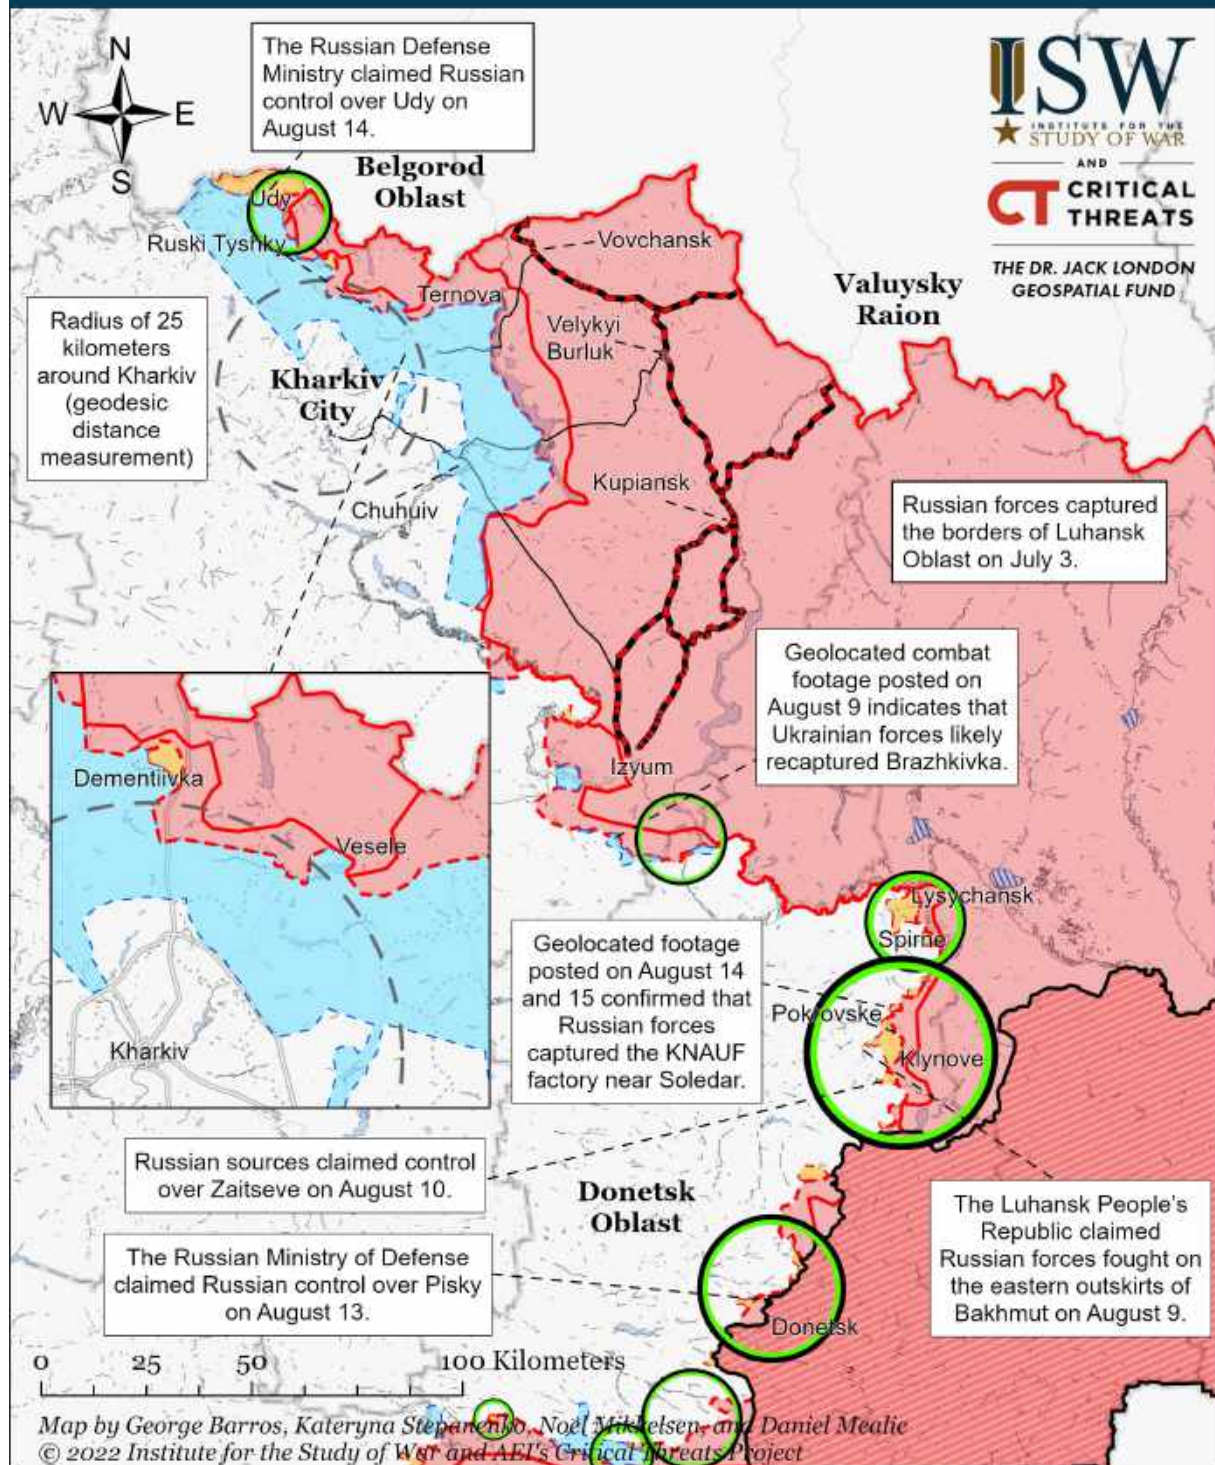 N
W
E
S
The Russian Defense
Ministry claimed Russian
control over Udy on
August 14.
ISW
INSTITUTE FOR THE
STUDY OF WAR
AND
CT CRITICAL
THREATS
THE DR. JACK LONDON
GEOSPATIAL FUND
Belgorod
Oblast
Udy
Ruski Tyshky
Vovchansk
Ternova
Valuysky
Raion
Radius of 25
kilometers
around Kharkiv
(geodesic
distance
measurement)
Velykyi
Burluk
Kharkiv
City
Kupiansk
Chuhuiv
Russian forces captured
the borders of Luhansk
Oblast on July 3.
Geolocated combat
footage posted on
August 9 indicates that
Ukrainian forces likely
recaptured Brazhkivka.
Izyum
Dementiivka
Vesele
Kharkiv
Lysychansk
Spirne
Geolocated footage
posted on August 14
and 15 confirmed that
Russian forces
captured the KNAUF
factory near Soledar.
Pokrovske
Klynove
Russian sources claimed control
over Zaitseve on August 10.
Donetsk
Oblast
The Luhansk People's
Republic claimed
Russian forces fought on
the eastern outskirts of
Bakhmut on August 9.
The Russian Ministry of Defense
claimed Russian control over Pisky
on August 13.
Donetsk
0 25 50 100 Kilometers
Map by George Barros, Kateryna Stepanenko, Noel Mikkelsen, and Daniel Mealie
© 2022 Institute for the Study of War and AEI's Critical Threats Project